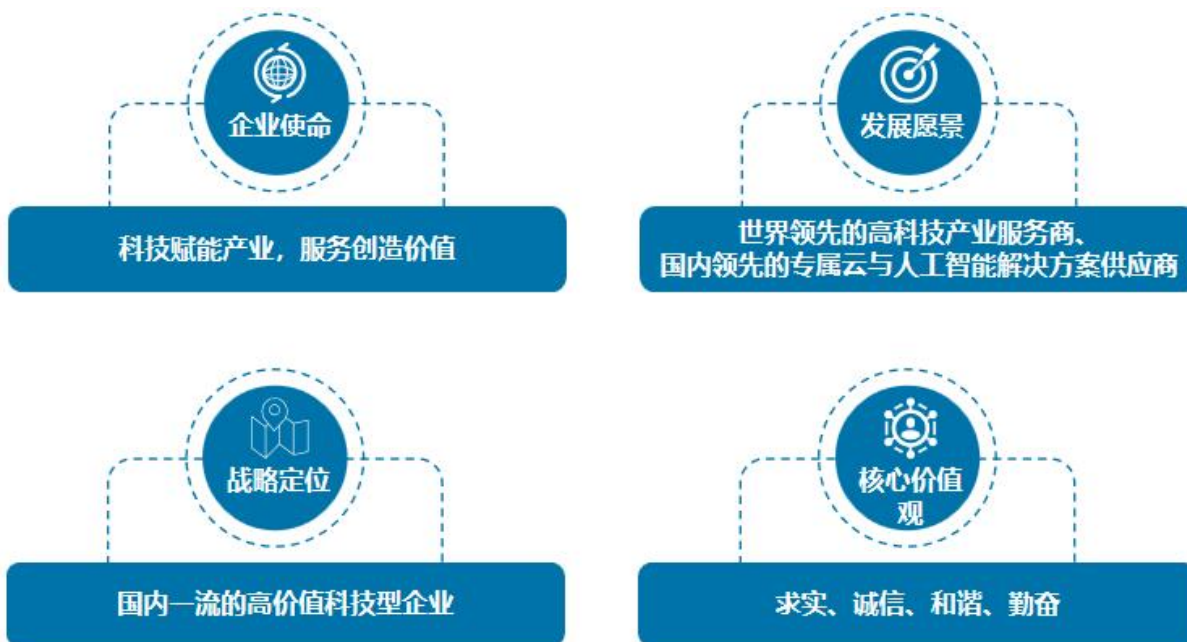 企业使命
科技赋能产业，服务创造价值
发展愿景
世界领先的高科技产业服务商、
国内领先的专属云与人工智能解决方案供应商
战略定位
国内一流的高价值科技型企业
核心价值
观
求实、诚信、和谐、勤奋